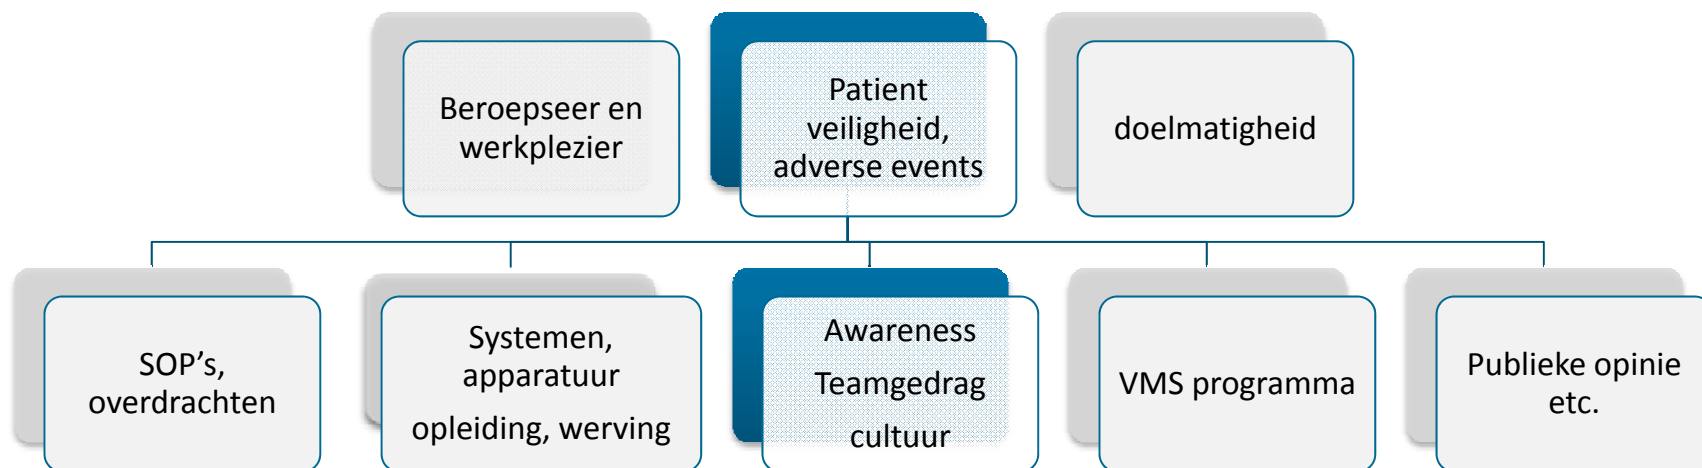 Beroepseer en
werkplezier
Patient
veiligheid,
adverse events
doelmatigheid
SOP’s,
overdrachten
Systemen,
apparatuur
opleiding, werving
Awareness
Teamgedrag
cultuur
VMS programma
Publieke opinie
etc.